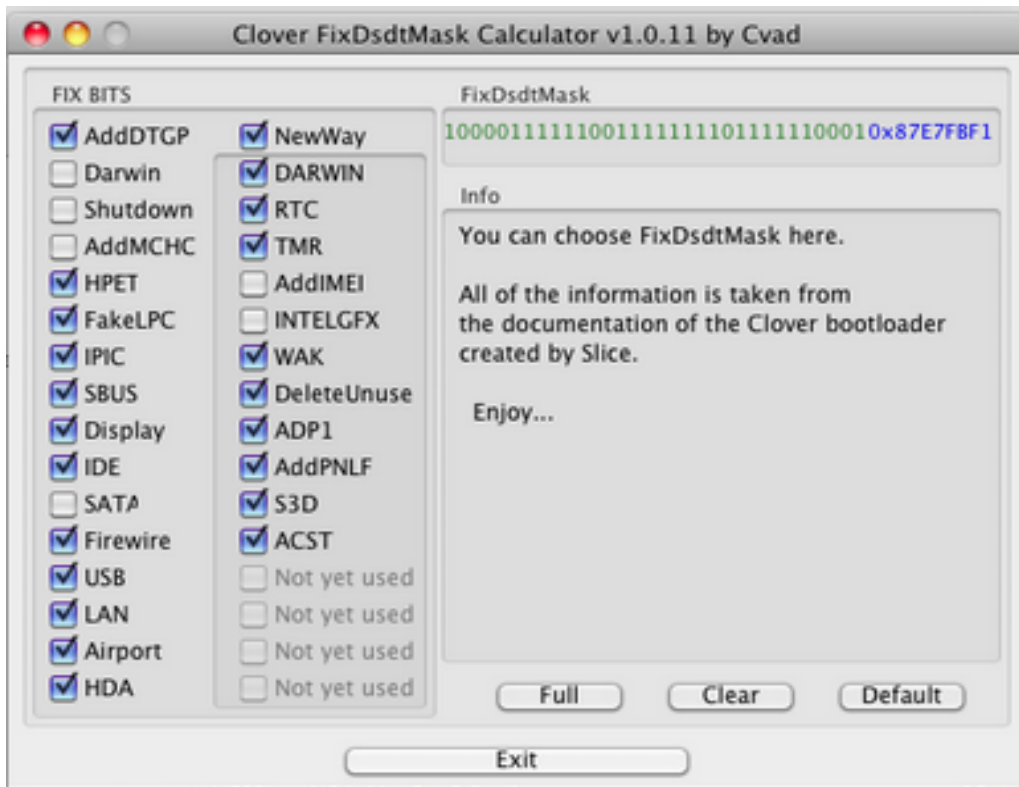 Clover FixDsdtMask Calculator v1.0.11 by Cvad
FIX BITS
AddDTGP
Darwin
Shutdown
AddMCHC
HPET
FakeLPC
IPIC
SBUS
Display
IDE
SATA
Firewire
USB
LAN
Airport
HDA
NewWay
DARWIN
RTC
TMR
AddIMEI
INTELGFX
WAK
DeleteUnuse
ADP1
AddPNLF
S3D
ACST
Not yet used
Not yet used
Not yet used
Not yet used
FixDsdtMask
10000111111001111111101111110001 0x87E7FBF1
Info
You can choose FixDsdtMask here.
All of the information is taken from
the documentation of the Clover bootloader
created by Slice.
Enjoy...
Full
Clear
Default
Exit